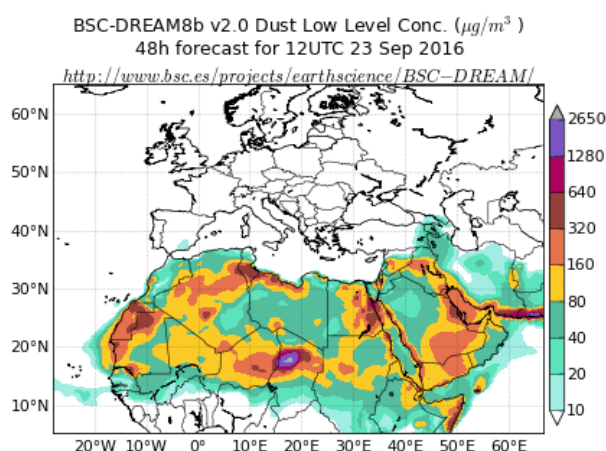 BSC-DREAM8b v2.0 Dust Low Level Conc. (μg/m³ )
48h forecast for 12UTC 23 Sep 2016
http://www.bsc.es/projects/earthscience/BSC−DREAM/
60°N
50°N
40°N
30°N
20°N
10°N
20°W 10°W 0° 10°E 20°E 30°E 40°E 50°E 60°E
2650
1280
640
320
160
80
40
20
10